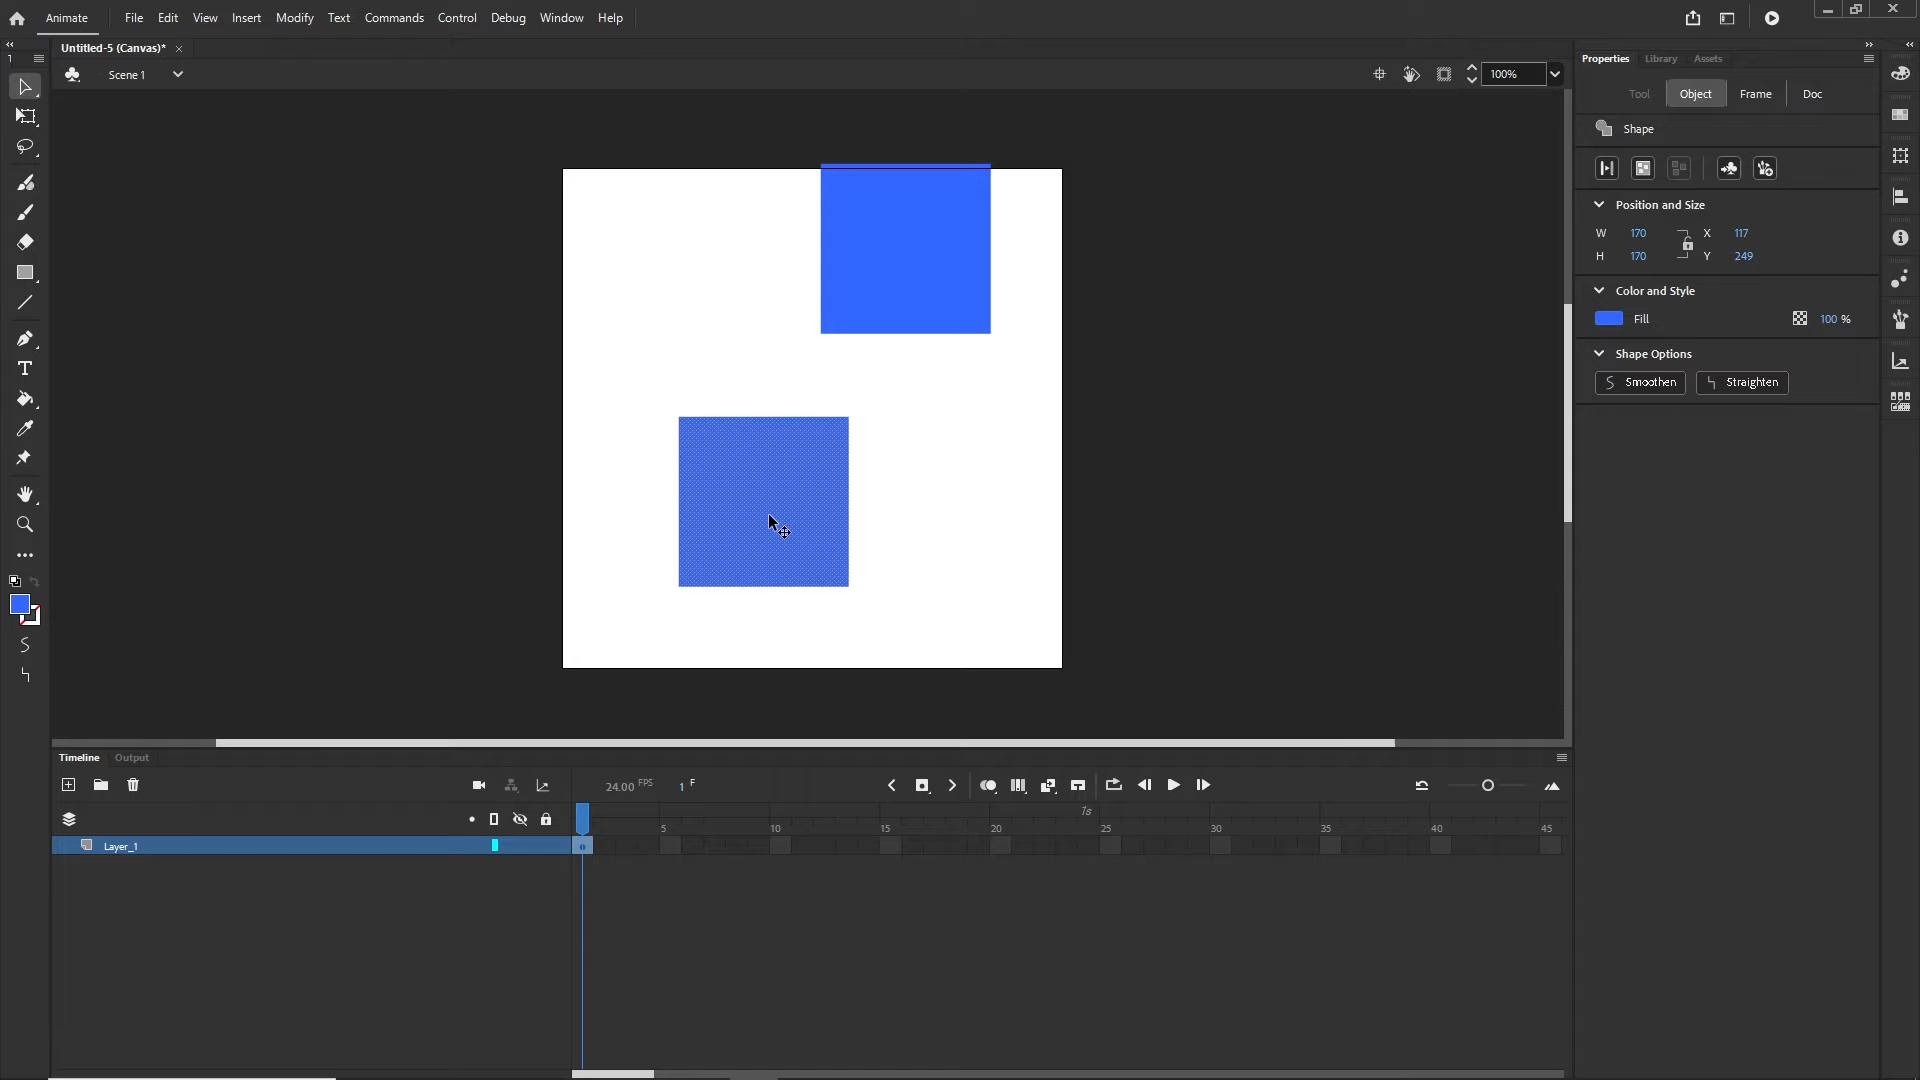 Animate File Edit View Insert Modify Text Commands Control Window Debug Help
Untitled-5 (Canvas)* ×
Scene 1
100%
Properties Library Assets
Tool Object Frame Doc
Shape
Position and Size
W 170 X 117
H 170 Y 249
Color and Style
Fill 100 %
Shape Options
Smoothen Straighten
Timeline Output
24.00 FPS 1 F
1s
5 10 15 20 25 30 35 40 45
Layer_1